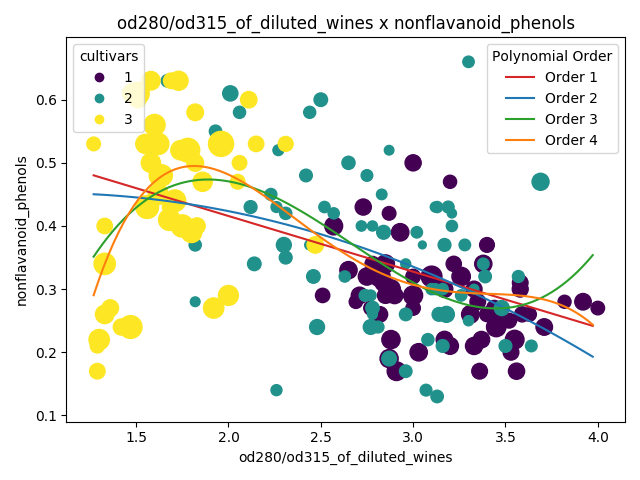 od280/od315_of_diluted_wines x nonflavanoid_phenols
cultivars
1
2
3
Polynomial Order
Order 1
Order 2
Order 3
Order 4
nonflavanoid_phenols
0.6
0.5
0.4
0.3
0.2
0.1
1.5 2.0 2.5 3.0 3.5 4.0
od280/od315_of_diluted_wines